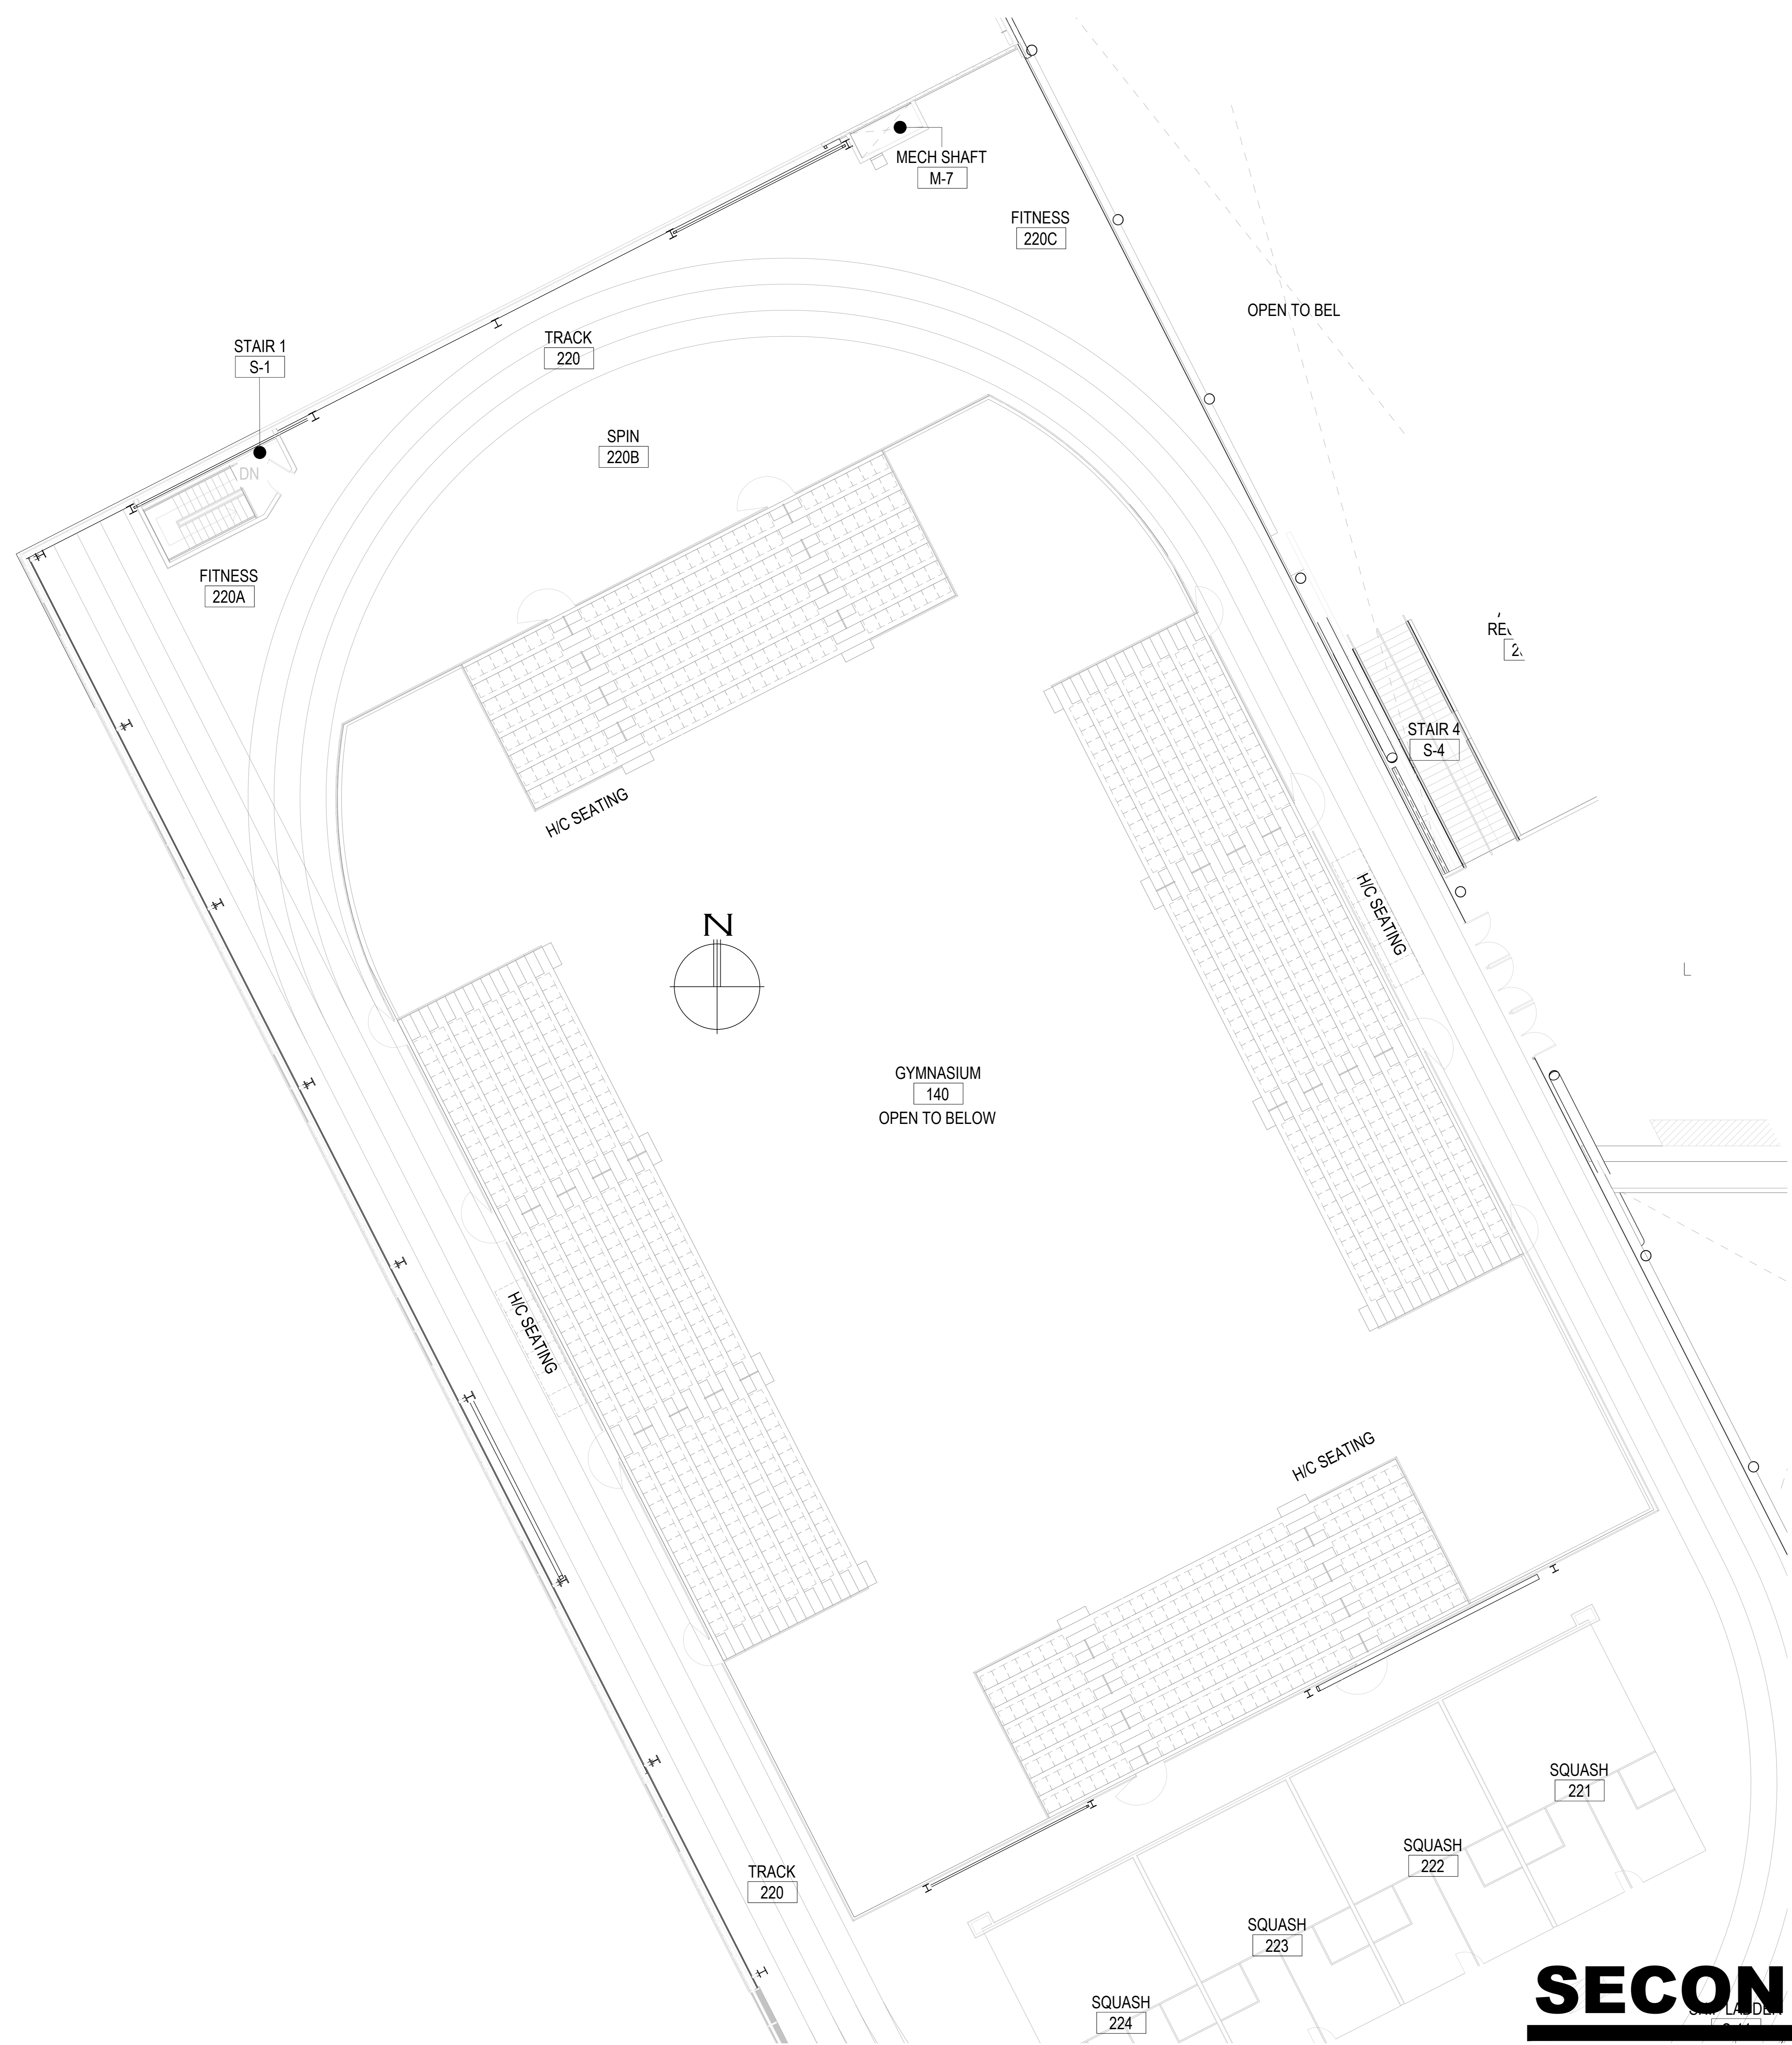 MECH SHAFT
M-7
FITNESS
220C
OPEN TO BEL
STAIR 1
S-1
TRACK
220
SPIN
220B
DN
FITNESS
220A
STAIR 4
S-4
H/C SEATING
H/C SEATING
N
GYMNASIUM
140
OPEN TO BELOW
H/C SEATING
H/C SEATING
SQUASH
221
SQUASH
222
TRACK
220
SQUASH
223
SQUASH
224
SECON